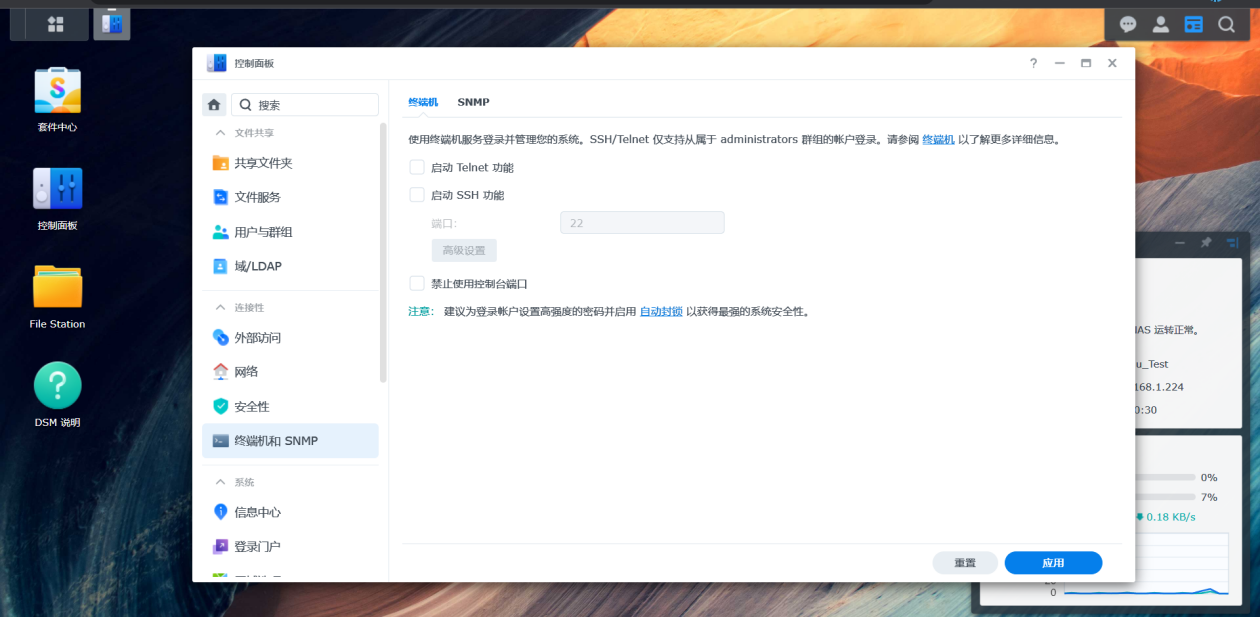 控制面板
套件中心
控制面板
File Station
DSM 说明
搜索
文件共享
共享文件夹
文件服务
用户与群组
域/LDAP
连接性
外部访问
网络
安全性
终端机和 SNMP
系统
信息中心
登录门户
终端机
SNMP
使用终端机服务登录并管理您的系统。SSH/Telnet 仅支持从属于 administrators 群组的帐户登录。请参阅 终端机 以了解更多详细信息。
启动 Telnet 功能
启动 SSH 功能
端口:
22
高级设置
禁止使用控制台端口
注意: 建议为登录帐户设置高强度的密码并启用 自动封锁 以获得最强的系统安全性。
重置
应用
运转正常。
u_Test
168.1.224
0:30
0%
7%
0.18 KB/s
0